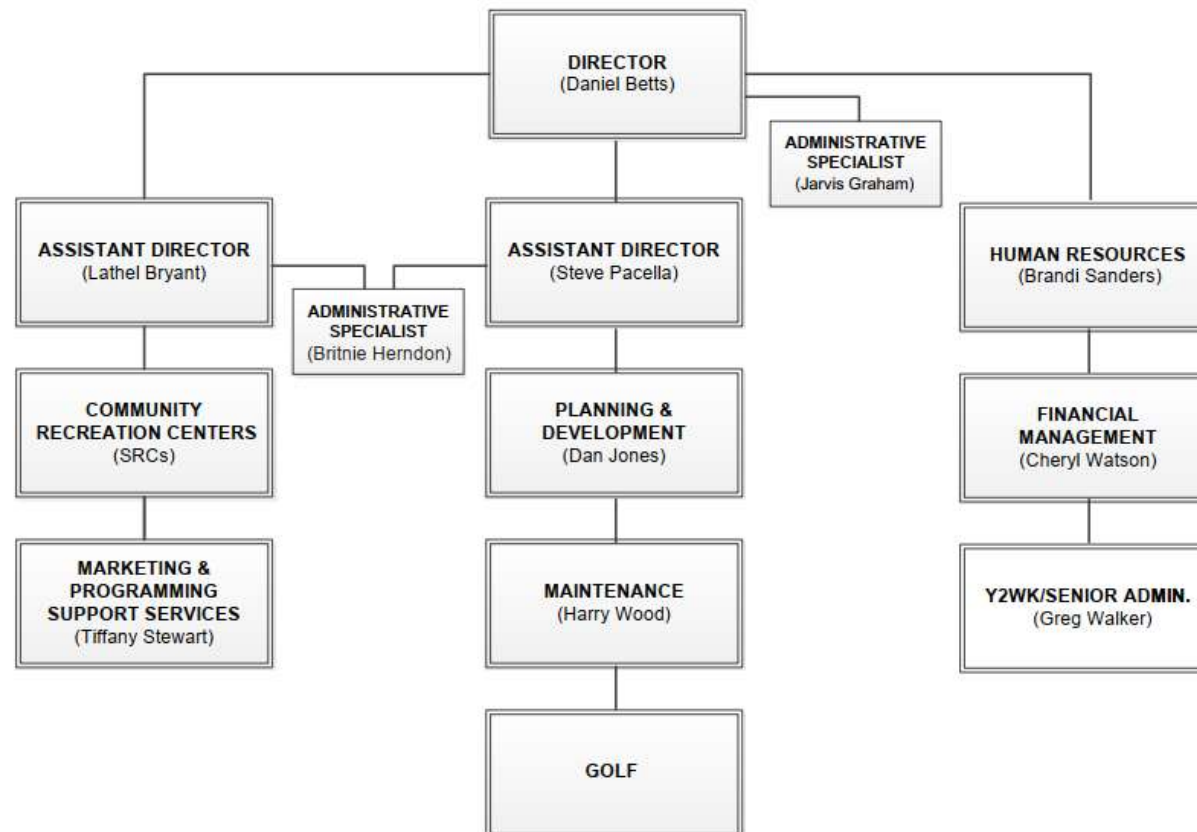 DIRECTOR
(Daniel Betts)
ADMINISTRATIVE
SPECIALIST
(Jarvis Graham)
ASSISTANT DIRECTOR
(Lathel Bryant)
ADMINISTRATIVE
SPECIALIST
(Britnie Herndon)
ASSISTANT DIRECTOR
(Steve Pacella)
HUMAN RESOURCES
(Brandi Sanders)
COMMUNITY
RECREATION CENTERS
(SRCs)
PLANNING &
DEVELOPMENT
(Dan Jones)
FINANCIAL
MANAGEMENT
(Cheryl Watson)
MARKETING &
PROGRAMMING
SUPPORT SERVICES
(Tiffany Stewart)
MAINTENANCE
(Harry Wood)
Y2WK/SENIOR ADMIN.
(Greg Walker)
GOLF